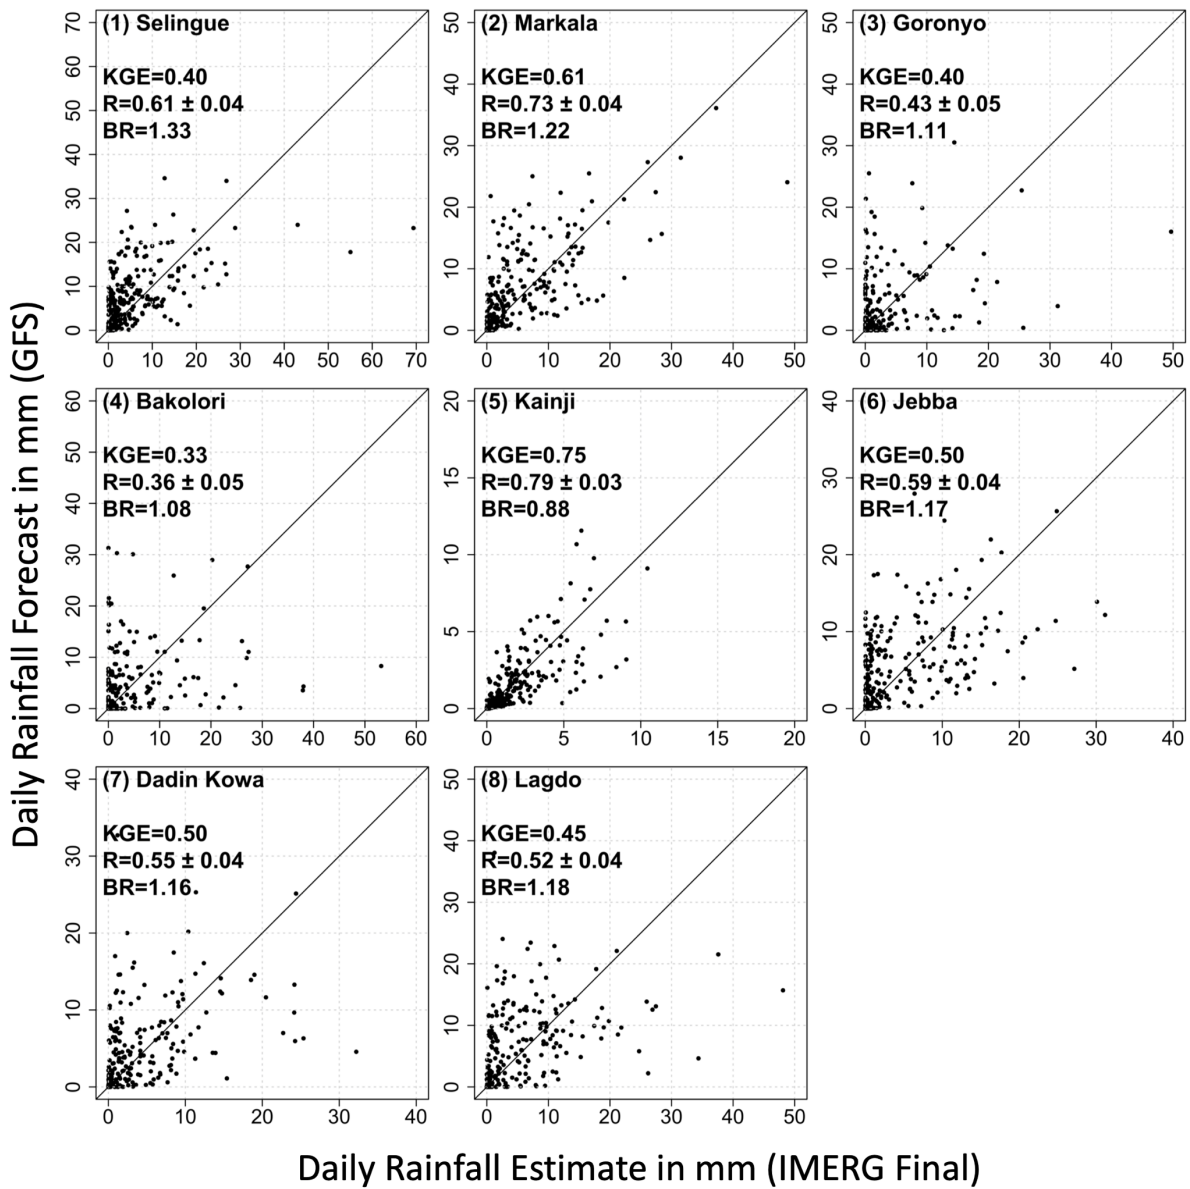 Daily Rainfall Forecast in mm (GFS)
(1) Selingue
KGE=0.40
R=0.61 ± 0.04
BR=1.33
70
60
50
40
30
20
10
0
0 10 20 30 40 50 60 70
(2) Markala
KGE=0.61
R=0.73 ± 0.04
BR=1.22
50
40
30
20
10
0
0 10 20 30 40 50
(3) Goronyo
KGE=0.40
R=0.43 ± 0.05
BR=1.11
50
40
30
20
10
0
0 10 20 30 40 50
(4) Bakolori
KGE=0.33
R=0.36 ± 0.05
BR=1.08
60
50
40
30
20
10
0
0 10 20 30 40 50 60
(5) Kainji
KGE=0.75
R=0.79 ± 0.03
BR=0.88
20
15
10
5
0
0 5 10 15 20
(6) Jebba
KGE=0.50
R=0.59 ± 0.04
BR=1.17
40
30
20
10
0
0 10 20 30 40
(7) Dadin Kowa
KGE=0.50
R=0.55 ± 0.04
BR=1.16
40
30
20
10
0
0 10 20 30 40
(8) Lagdo
KGE=0.45
R=0.52 ± 0.04
BR=1.18
50
40
30
20
10
0
0 10 20 30 40 50
Daily Rainfall Estimate in mm (IMERG Final)